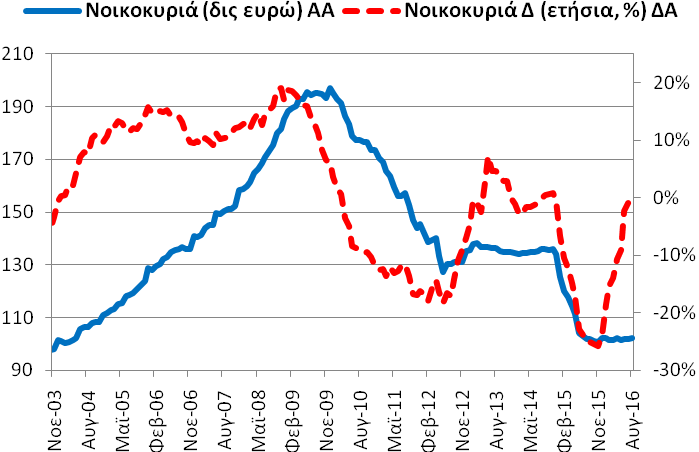 Νοικοκυριά (δις ευρώ) ΑΑ Νοικοκυριά Δ (ετήσια, %) ΔΑ
210
190
170
150
130
110
90
20%
10%
0%
-10%
-20%
-30%
Νοε-03
Αυγ-04
Μαϊ-05
Φεβ-06
Νοε-06
Αυγ-07
Μαϊ-08
Φεβ-09
Νοε-09
Αυγ-10
Μαϊ-11
Φεβ-12
Νοε-12
Αυγ-13
Μαϊ-14
Φεβ-15
Νοε-15
Αυγ-16